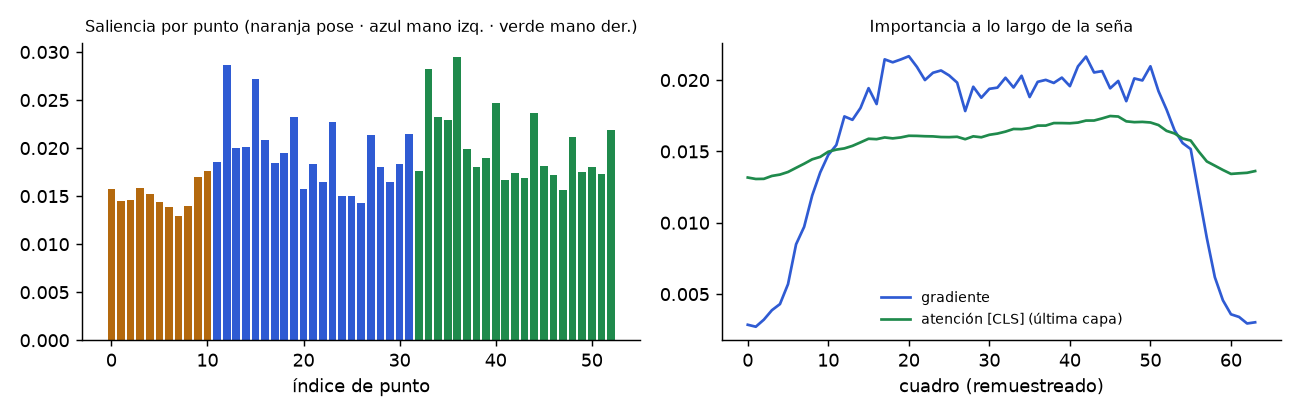 Saliencia por punto (naranja pose · azul mano izq. · verde mano der.)
0.030
0.025
0.020
0.015
0.010
0.005
0.000
0 10 20 30 40 50
índice de punto
Importancia a lo largo de la seña
0.020
0.015
0.010
0.005
gradiente
atención [CLS] (última capa)
0 10 20 30 40 50 60
cuadro (remuestreado)